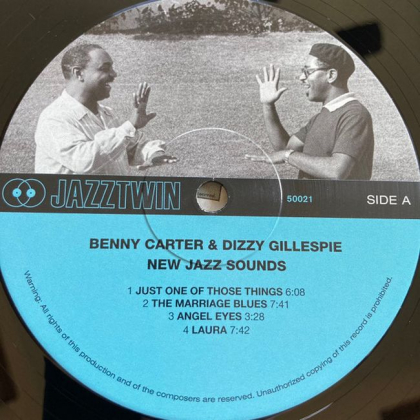 JAZZTWIN
50021
SIDE A
BENNY CARTER & DIZZY GILLESPIE
NEW JAZZ SOUNDS
1 JUST ONE OF THOSE THINGS 6:08
2 THE MARRIAGE BLUES 7:41
3 ANGEL EYES 3:28
4 LAURA 7:42
Warning: All rights of this production and of the composers are reserved. Unauthorized copying of this record is prohibited.